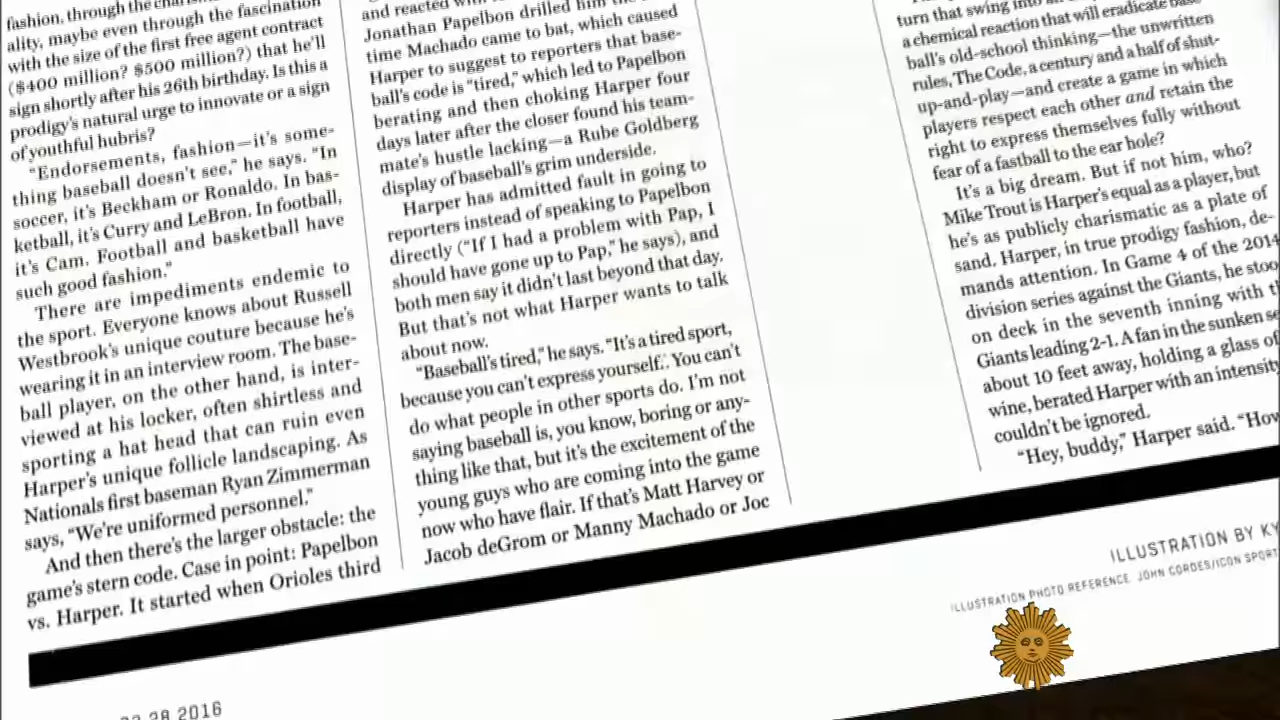 fashion, through the
ality, maybe even through the fascination
with the size of the first free agent contract
($400 million? $500 million?) that he'll
sign shortly after his 26th birthday. Is this a
prodigy's natural urge to innovate or a sign
of youthful hubris?
"Endorsements, fashion—it's some-
thing baseball doesn't see," he says. "In
soccer, it's Beckham or Ronaldo. In bas-
ketball, it's Curry and LeBron. In football,
it's Cam. Football and basketball have
such good fashion."
There are impediments endemic to
the sport. Everyone knows about Russell
Westbrook's unique couture because he's
wearing it in an interview room. The base-
ball player, on the other hand, is inter-
viewed at his locker, often shirtless and
sporting a hat head that can ruin even
Harper's unique follicle landscaping. As
Nationals first baseman Ryan Zimmerman
says, "We're uniformed personnel."
And then there's the larger obstacle: the
game's stern code. Case in point: Papelbon
vs. Harper. It started when Orioles third
and reacted with
Jonathan Papelbon drilled him the
time Machado came to bat, which caused
Harper to suggest to reporters that base-
ball's code is "tired," which led to Papelbon
berating and then choking Harper four
days later after the closer found his team-
mate's hustle lacking—a Rube Goldberg
display of baseball's grim underside.
Harper has admitted fault in going to
reporters instead of speaking to Papelbon
directly ("If I had a problem with Pap, I
should have gone up to Pap," he says), and
both men say it didn't last beyond that day.
But that's not what Harper wants to talk
about now.
"Baseball's tired," he says. "It's a tired sport,
because you can't express yourself. You can't
do what people in other sports do. I'm not
saying baseball is, you know, boring or any-
thing like that, but it's the excitement of the
young guys who are coming into the game
now who have flair. If that's Matt Harvey or
Jacob deGrom or Manny Machado or Joc
turn that swing into
a chemical reaction that will eradicate base-
ball's old-school thinking—the unwritten
rules, The Code, a century and a half of shut-
up-and-play—and create a game in which
players respect each other and retain the
right to express themselves fully without
fear of a fastball to the ear hole?
It's a big dream. But if not him, who?
Mike Trout is Harper's equal as a player, but
he's as publicly charismatic as a plate of
sand. Harper, in true prodigy fashion, de-
mands attention. In Game 4 of the 2014
division series against the Giants, he stoo
on deck in the seventh inning with th
Giants leading 2-1. A fan in the sunken se
about 10 feet away, holding a glass of
wine, berated Harper with an intensity
couldn't be ignored.
"Hey, buddy," Harper said. "How
ILLUSTRATION BY KY
ILLUSTRATION PHOTO REFERENCE: JOHN CORDES/ICON SPORT
28 2016